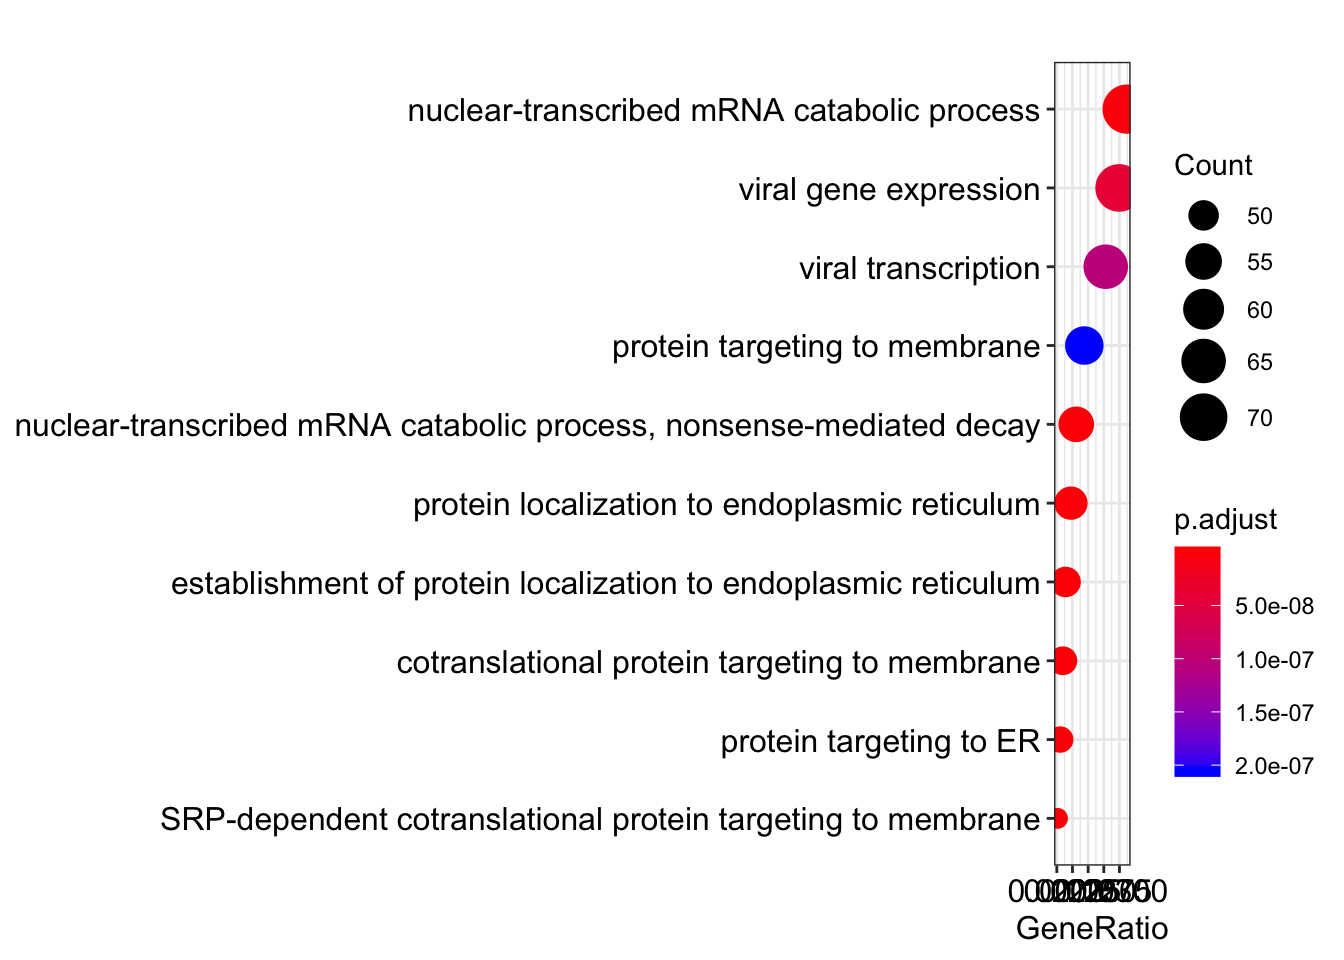 nuclear-transcribed mRNA catabolic process
viral gene expression
viral transcription
protein targeting to membrane
nuclear-transcribed mRNA catabolic process, nonsense-mediated decay
protein localization to endoplasmic reticulum
establishment of protein localization to endoplasmic reticulum
cotranslational protein targeting to membrane
protein targeting to ER
SRP-dependent cotranslational protein targeting to membrane
GeneRatio
Count
50
55
60
65
70
p.adjust
5.0e-08
1.0e-07
1.5e-07
2.0e-07